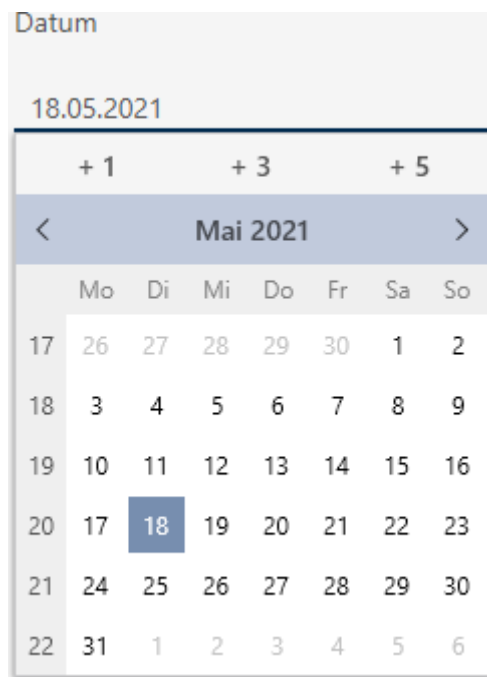 Datum
18.05.2021
+ 1 + 3 + 5
< Mai 2021 >
Mo Di Mi Do Fr Sa So
17 26 27 28 29 30 1 2
18 3 4 5 6 7 8 9
19 10 11 12 13 14 15 16
20 17 18 19 20 21 22 23
21 24 25 26 27 28 29 30
22 31 1 2 3 4 5 6